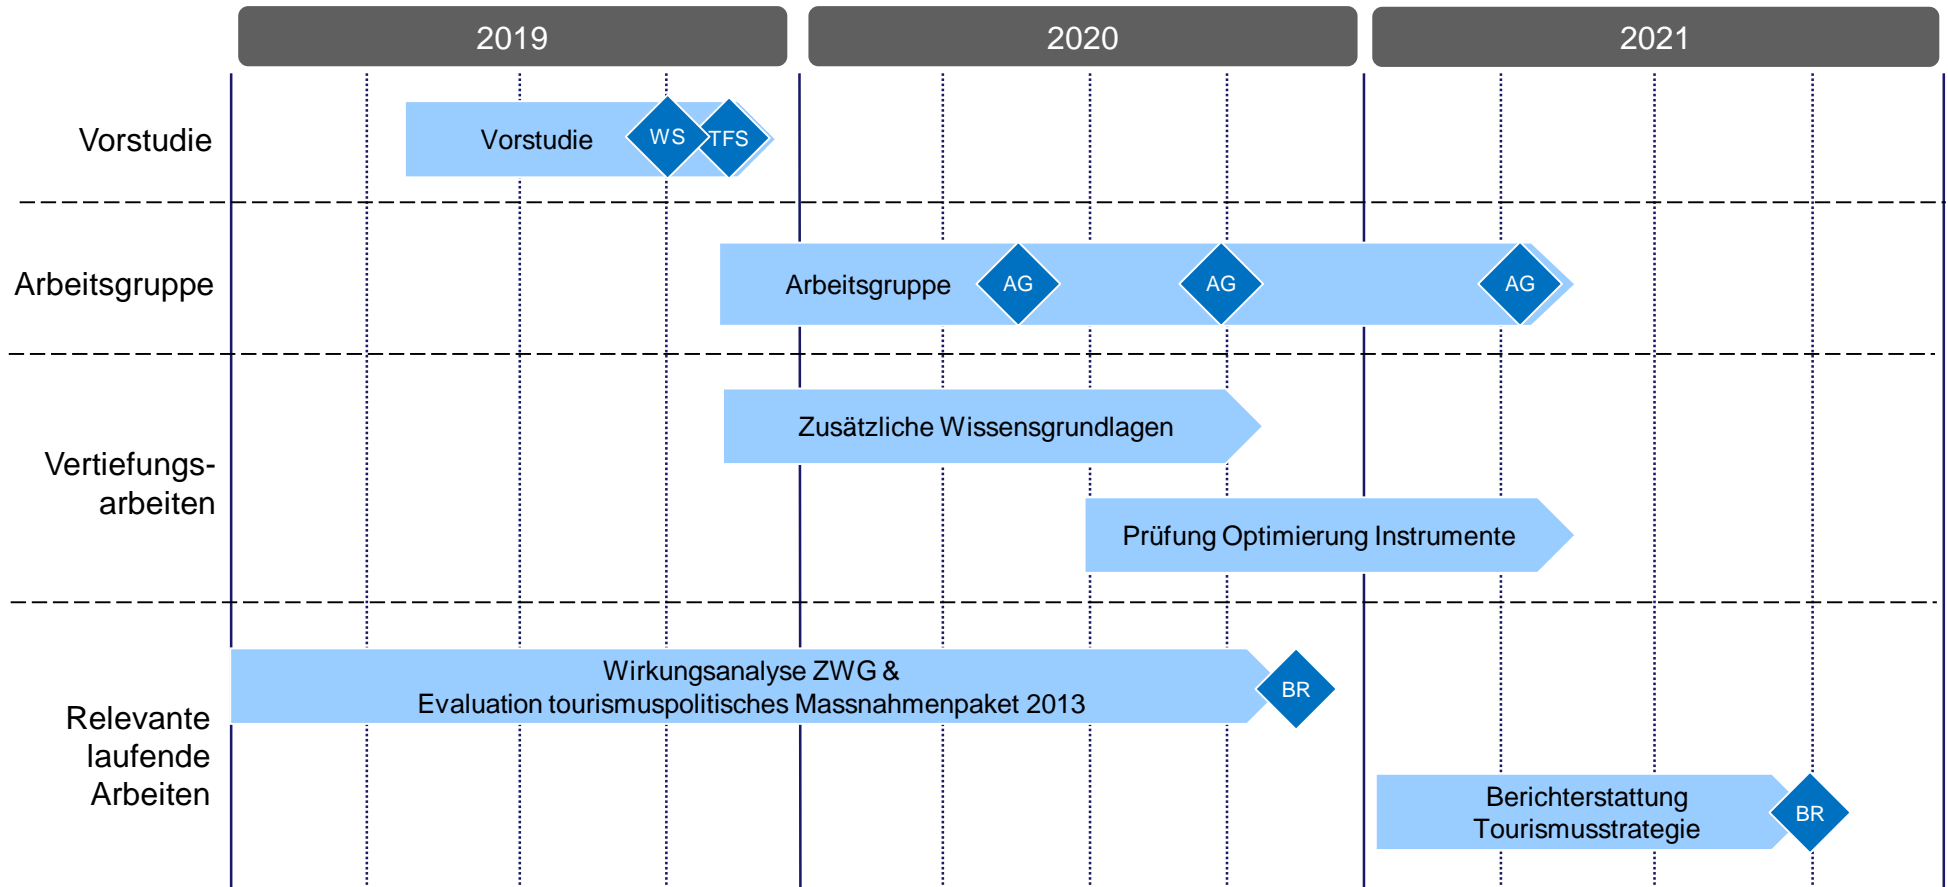 2019
2020
2021
Vorstudie
Vorstudie
WS
TFS
Arbeitsgruppe
Arbeitsgruppe
AG
AG
AG
Vertiefungs-
arbeiten
Zusätzliche Wissensgrundlagen
Prüfung Optimierung Instrumente
Relevante
laufende
Arbeiten
Wirkungsanalyse ZWG &
Evaluation tourismuspolitisches Massnahmenpaket 2013
BR
Berichterstattung
Tourismusstrategie
BR